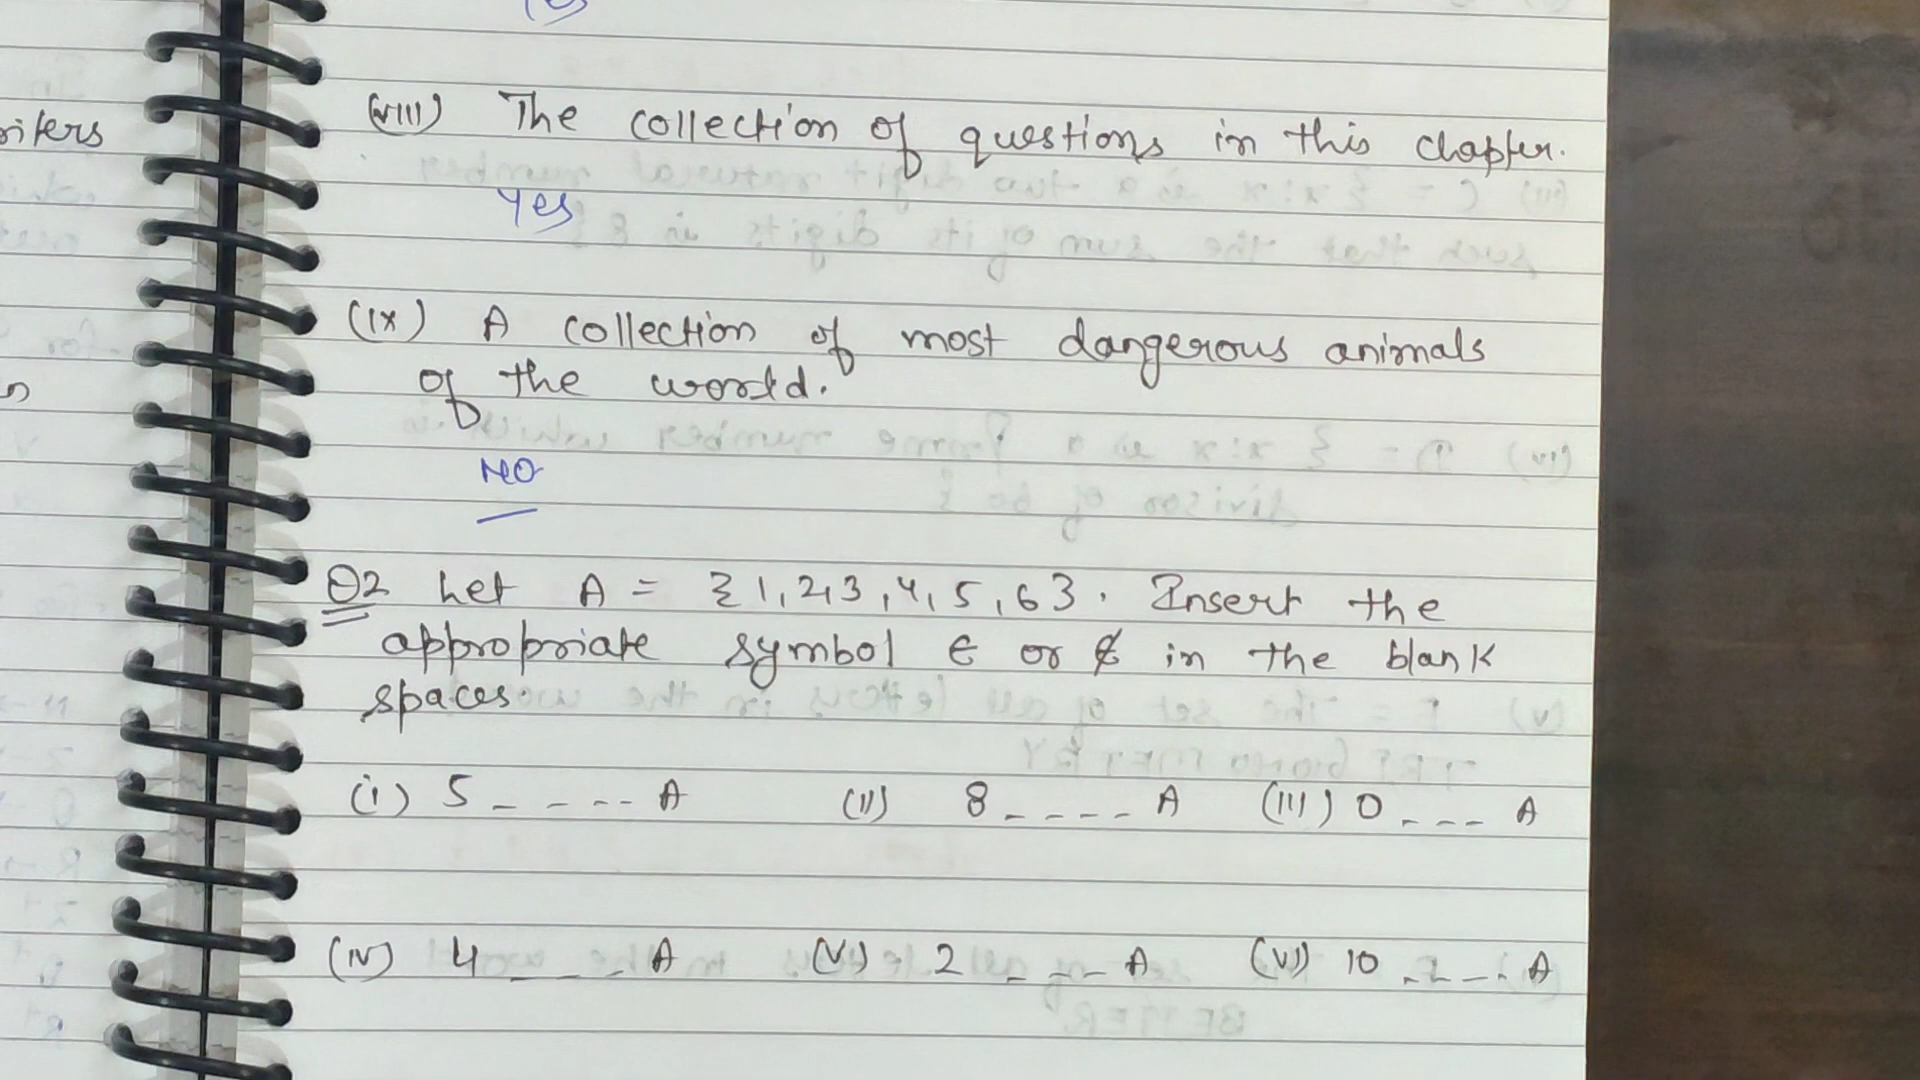 (viii) The collection of questions in this chapter.
Yes
(ix) A collection of most dangerous animals
of the world.
NO
Q2 Let A = {1,2,3,4,5,6}. Insert the
appropriate symbol ∈ or ∉ in the blank
spaces
(i) 5 _ _ _ _ _ A (ii) 8 _ _ _ _ A (iii) 0 _ _ _ A
(iv) 4 _ _ _ _ A (v) 2 _ _ _ A (vi) 10 _ _ _ _ A